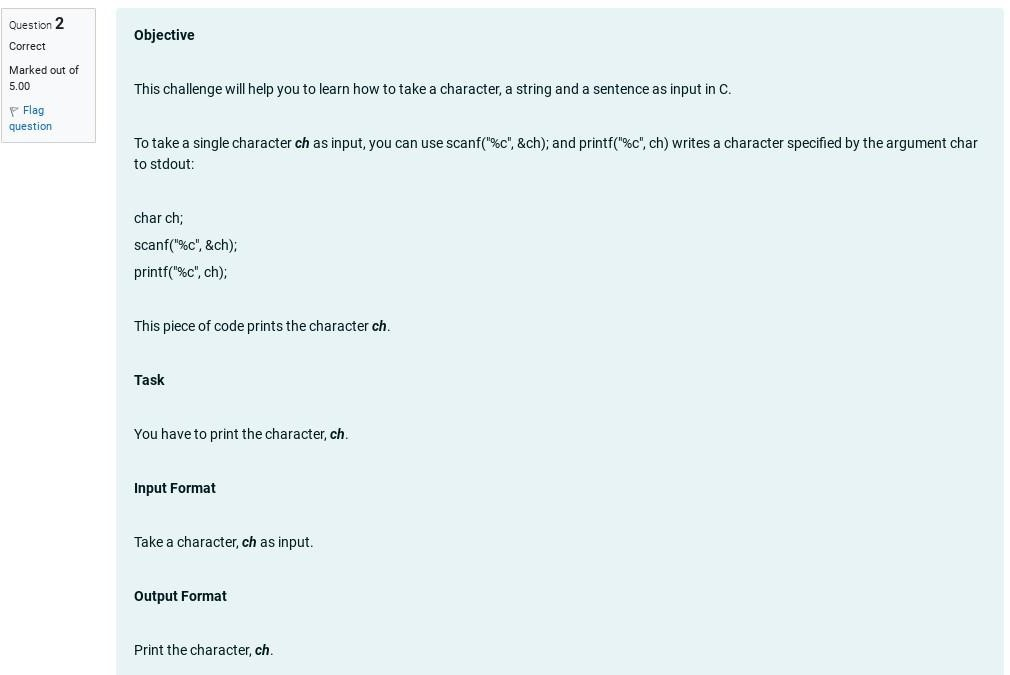 Question 2
Correct
Marked out of
5.00
Flag
question
Objective
This challenge will help you to learn how to take a character, a string and a sentence as input in C.
To take a single character ch as input, you can use scanf("%c", &ch); and printf("%c", ch) writes a character specified by the argument char
to stdout:
char ch;
scanf("%c", &ch);
printf("%c", ch);
This piece of code prints the character ch.
Task
You have to print the character, ch.
Input Format
Take a character, ch as input.
Output Format
Print the character, ch.